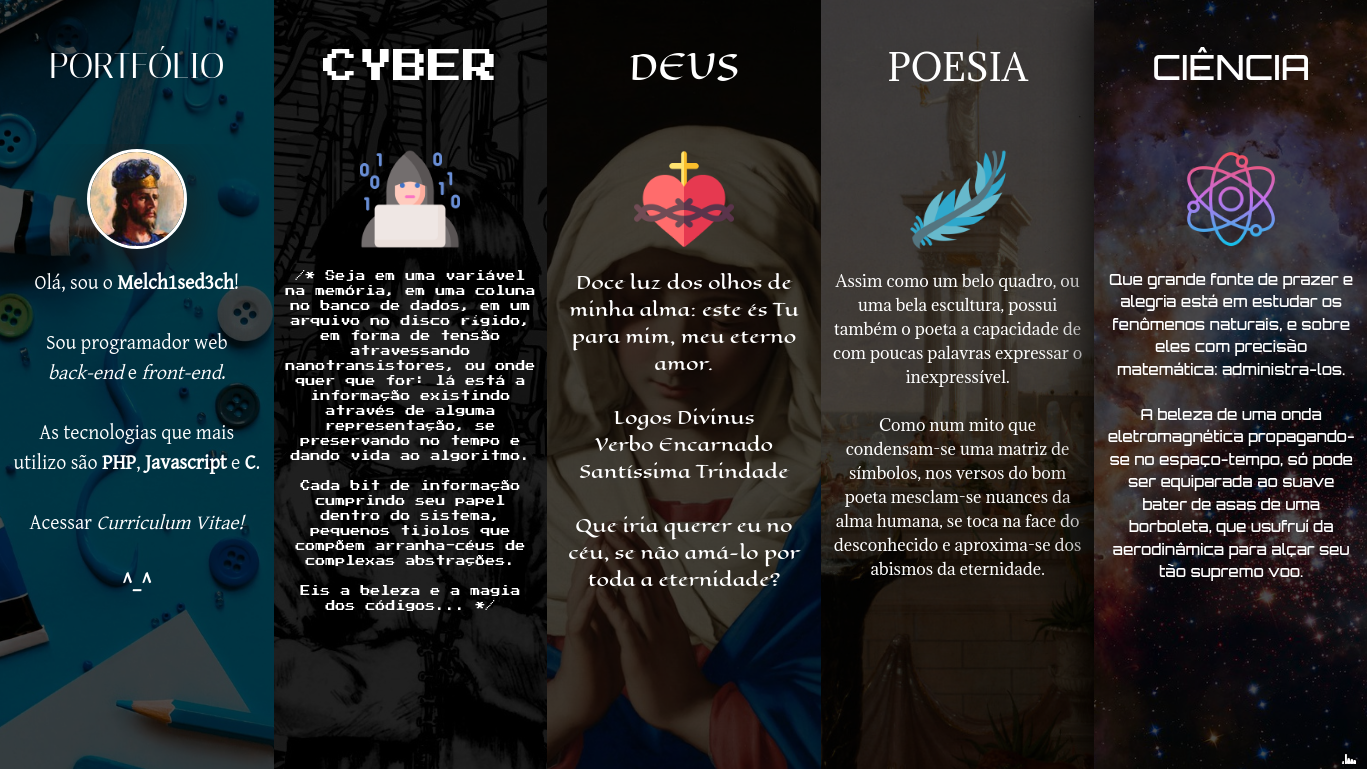 PORTFÓLIO
Olá, sou o Melch1sed3ch!
Sou programador web
back-end e front-end.
As tecnologias que mais
utilizo são PHP, Javascript e C.
Acessar Curriculum Vitae!
^_^
CYBER
0 1
0
1
0
1 0
1
0
/* Seja em uma variável
na memória, em uma coluna
no banco de dados, em um
arquivo no disco rígido,
em forma de tensão
atravessando
nanotransistores, ou onde
quer que for: lá está a
informação existindo
através de alguma
representação, se
preservando no tempo e
dando vida ao algoritmo.
Cada bit de informação
cumprindo seu papel
dentro do sistema,
pequenos tijolos que
compõem arranha-céus de
complexas abstrações.
Eis a beleza e a magia
dos códigos... */
DEUS
Doce luz dos olhos de
minha alma: este és Tu
para mim, meu eterno
amor.
Logos Divinus
Verbo Encarnado
Santíssima Trindade
Que iria querer eu no
céu, se não amá-lo por
toda a eternidade?
POESIA
Assim como um belo quadro, ou
uma bela escultura, possui
também o poeta a capacidade de
com poucas palavras expressar o
inexpressível.
Como num mito que
condensam-se uma matriz de
símbolos, nos versos do bom
poeta mesclam-se nuances da
alma humana, se toca na face do
desconhecido e aproxima-se dos
abismos da eternidade.
CIÊNCIA
Que grande fonte de prazer e
alegria está em estudar os
fenômenos naturais, e sobre
eles com precisão
matemática: administra-los.
A beleza de uma onda
eletromagnética propagando-
se no espaço-tempo, só pode
ser equiparada ao suave
bater de asas de uma
borboleta, que usufruí da
aerodinâmica para alçar seu
tão supremo voo.